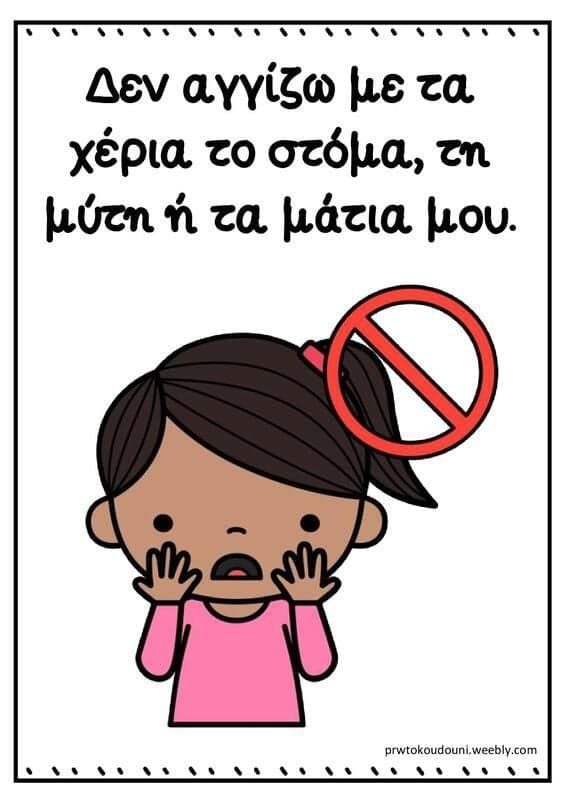 Δεν αγγίζω με τα
χέρια το στόμα, τη
μύτη ή τα μάτια μου.
prwtokoudouni.weebly.com